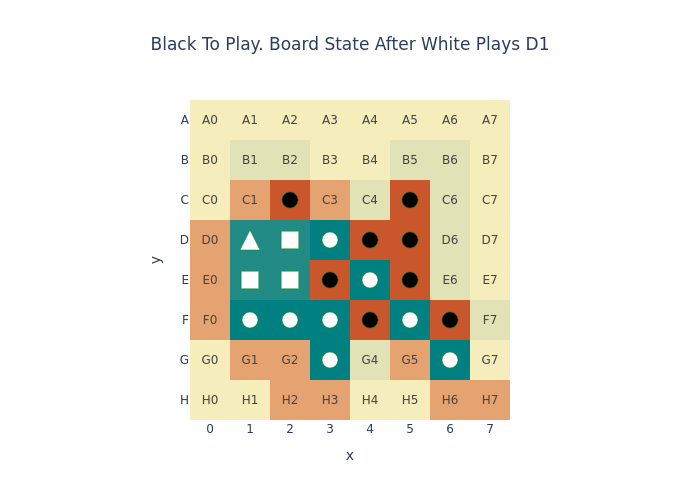 Black To Play. Board State After White Plays D1
A A0 A1 A2 A3 A4 A5 A6 A7
B B0 B1 B2 B3 B4 B5 B6 B7
C C0 C1 C3 C4 C6 C7
D D0 D6 D7
y
E E0 E6 E7
F F0 F7
G G0 G1 G2 G4 G5 G7
H H0 H1 H2 H3 H4 H5 H6 H7
0 1 2 3 4 5 6 7
x